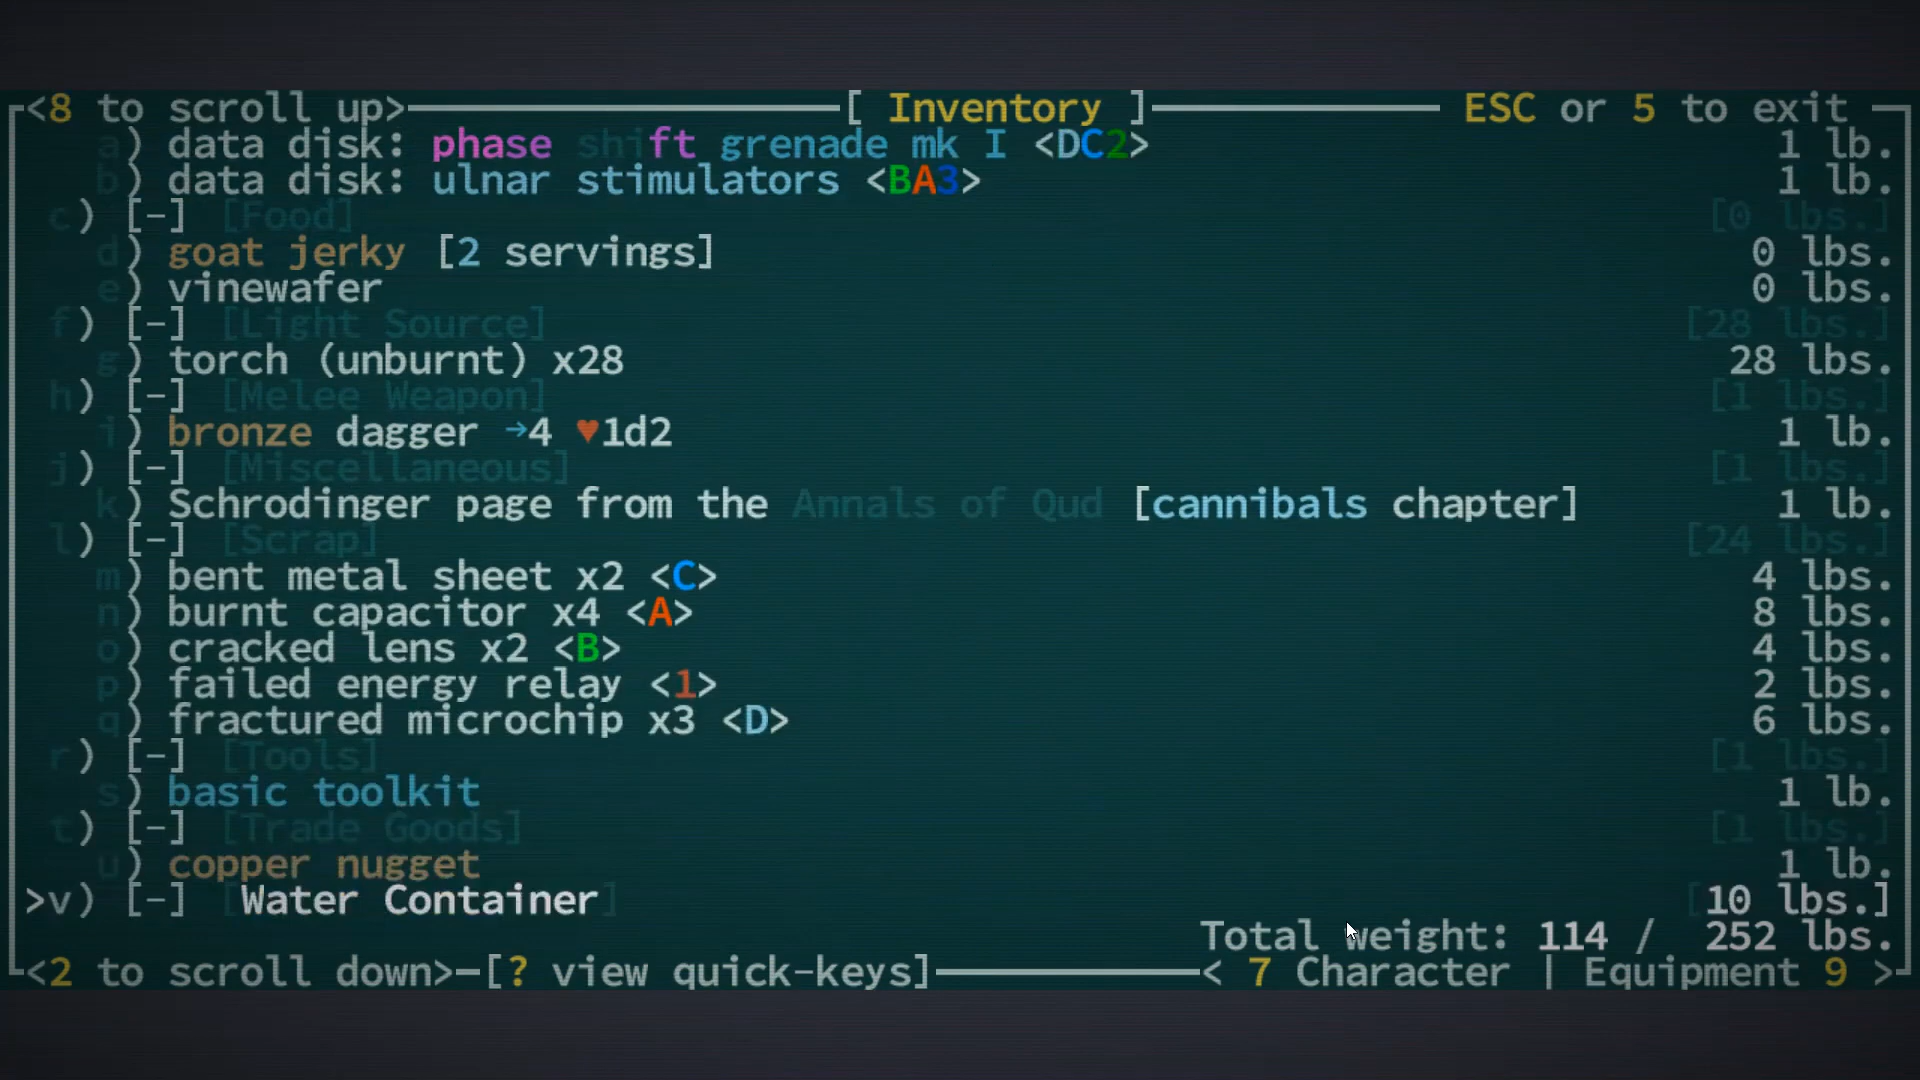 <8 to scroll up> [ Inventory ] ESC or 5 to exit
a) data disk: phase shift grenade mk I <DC2> 1 lb.
b) data disk: ulnar stimulators <BA3> 1 lb.
c) [-] [Food] [0 lbs.]
d) goat jerky [2 servings] 0 lbs.
e) vinewafer 0 lbs.
f) [-] [Light Source] [28 lbs.]
g) torch (unburnt) x28 28 lbs.
h) [-] [Melee Weapon] [1 lbs.]
i) bronze dagger →4 ♥1d2 1 lb.
j) [-] [Miscellaneous] [1 lbs.]
k) Schrodinger page from the Annals of Qud [cannibals chapter] 1 lb.
l) [-] [Scrap] [24 lbs.]
m) bent metal sheet x2 <C> 4 lbs.
n) burnt capacitor x4 <A> 8 lbs.
o) cracked lens x2 <B> 4 lbs.
p) failed energy relay <1> 2 lbs.
q) fractured microchip x3 <D> 6 lbs.
r) [-] [Tools] [1 lbs.]
s) basic toolkit 1 lb.
t) [-] [Trade Goods] [1 lbs.]
u) copper nugget 1 lb.
>v) [-] [Water Container] [10 lbs.]
Total weight: 114 / 252 lbs.
<2 to scroll down> [? view quick-keys] < 7 Character | Equipment 9 >